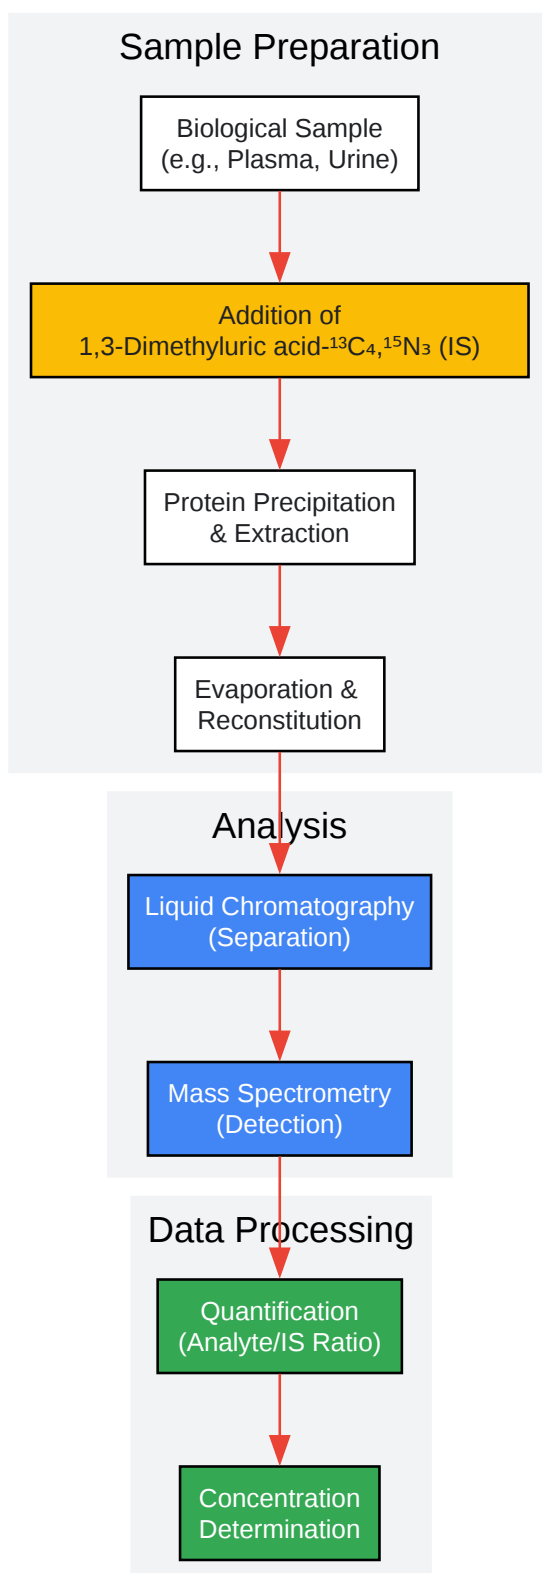 Sample Preparation
Biological Sample
(e.g., Plasma, Urine)
Addition of
1,3-Dimethyluric acid-¹³C₄,¹⁵N₃ (IS)
Protein Precipitation
& Extraction
Evaporation &
Reconstitution
Analysis
Liquid Chromatography
(Separation)
Mass Spectrometry
(Detection)
Data Processing
Quantification
(Analyte/IS Ratio)
Concentration
Determination